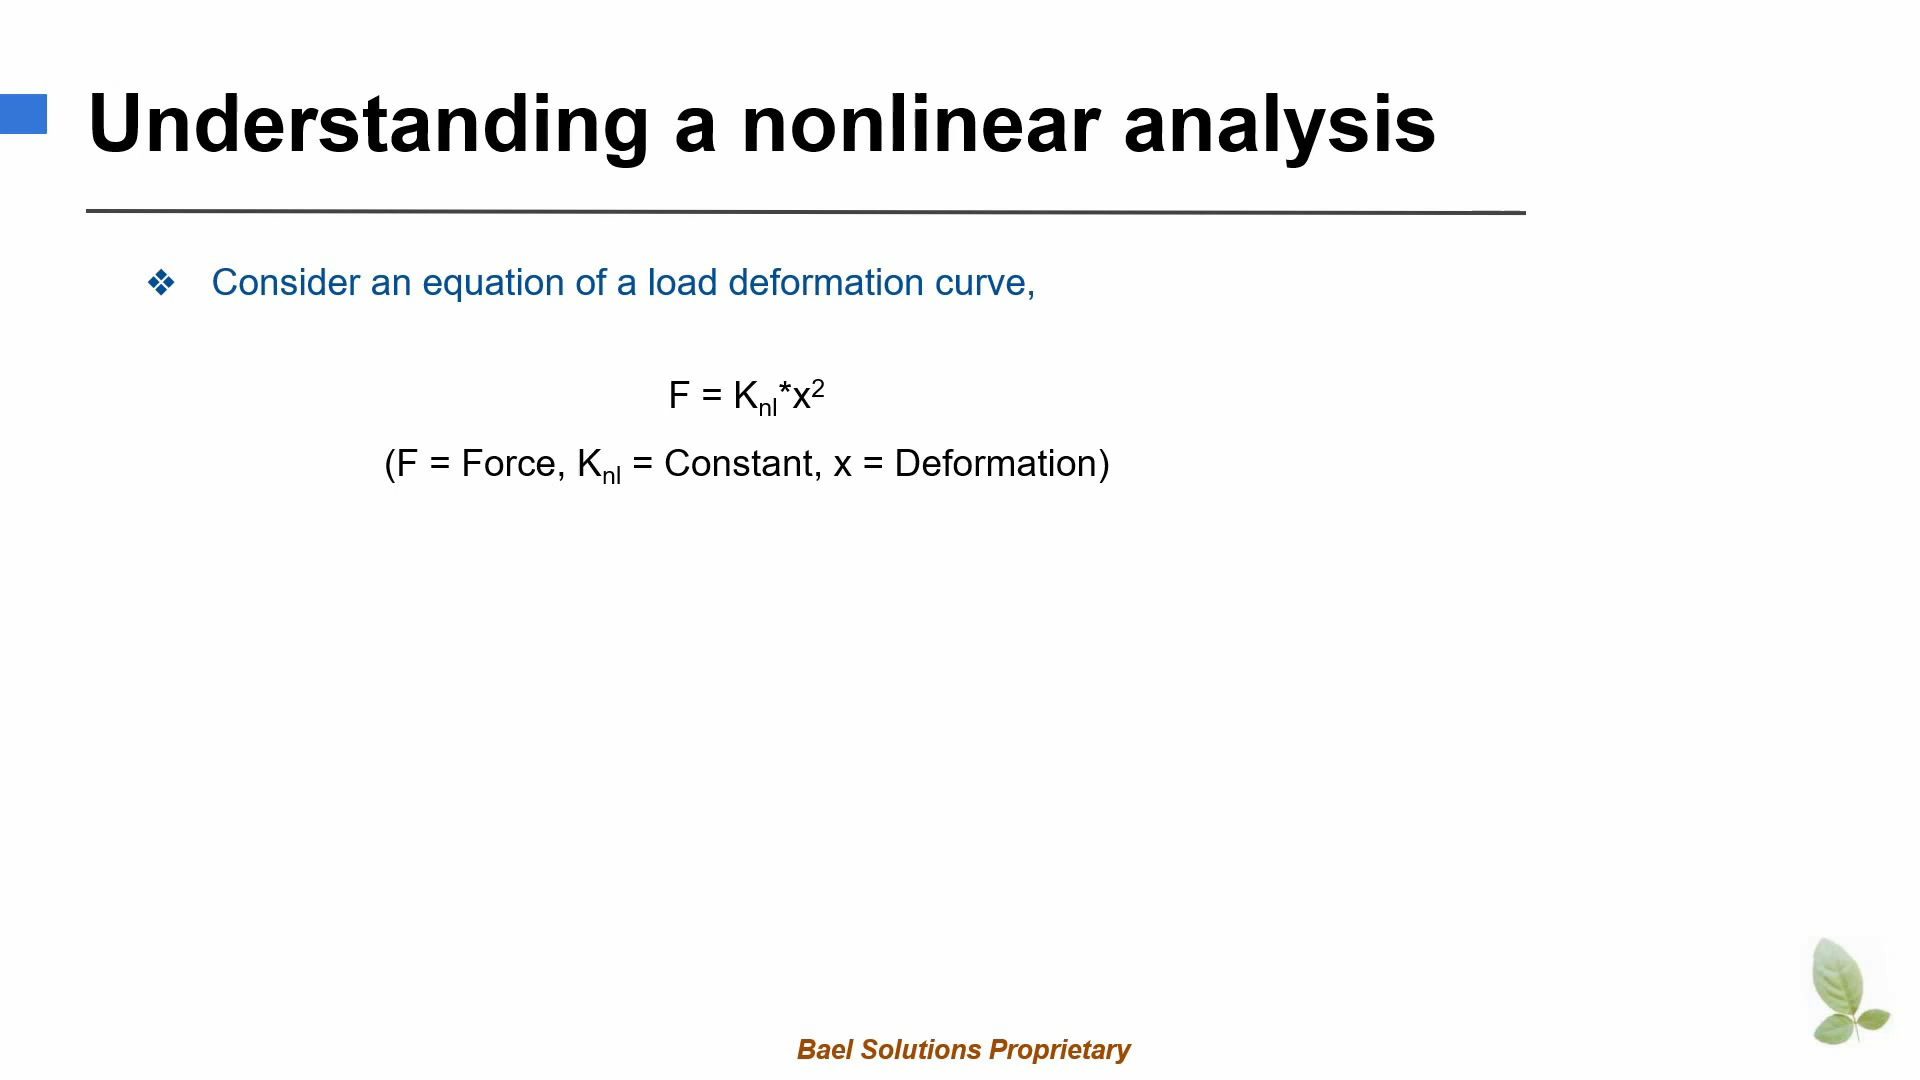 Understanding a nonlinear analysis
❖ Consider an equation of a load deformation curve,
F = Kₙₗ*x²
(F = Force, Kₙₗ = Constant, x = Deformation)
Bael Solutions Proprietary